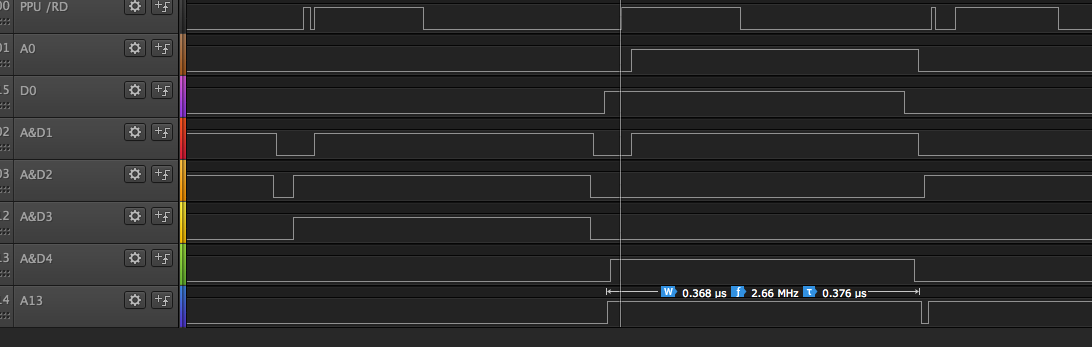 00 PPU /RD
01 A0
15 D0
02 A&D1
03 A&D2
12 A&D3
13 A&D4
W 0.368 μs f 2.66 MHz τ 0.376 μs
14 A13